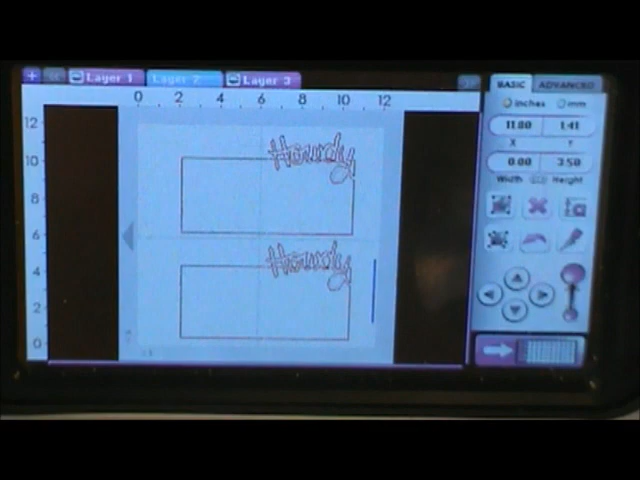 + Layer 1 Layer 2 Layer 3
BASIC ADVANCED
0 2 4 6 8 10 12
inches mm
12
11.80 1.41
X Y
10
0.00 3.50
Width Height
8
6
4
2
0
Howdy
Howdy